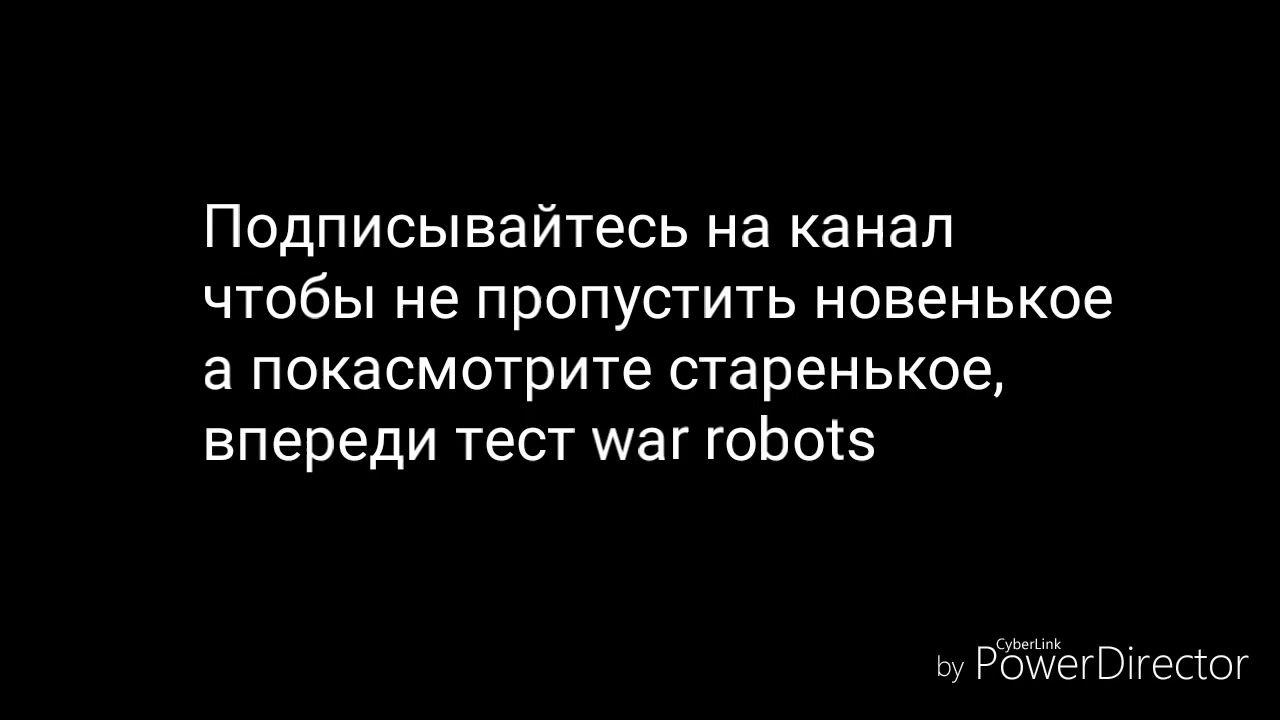 Подписывайтесь на канал
чтобы не пропустить новенькое
а покасмотрите старенькое,
впереди тест war robots
CyberLink
by PowerDirector